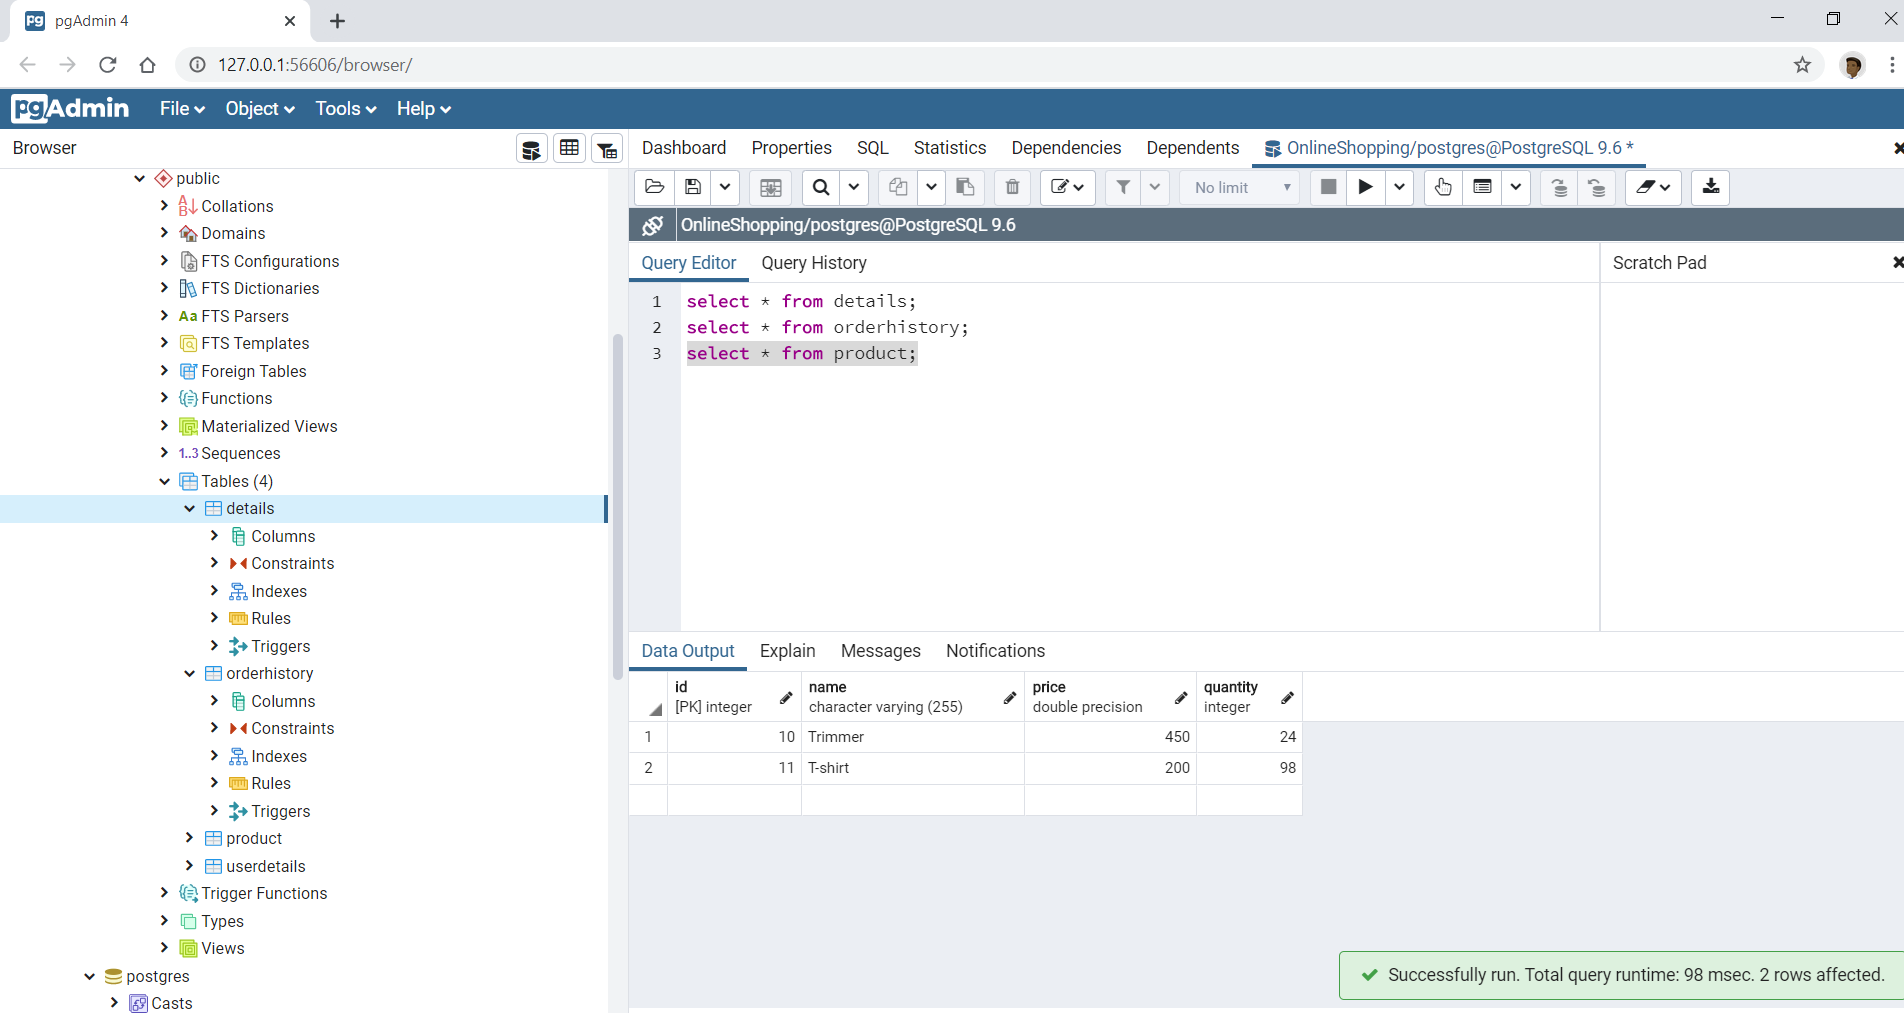 pgAdmin 4
127.0.0.1:56606/browser/
pgAdmin File Object Tools Help
Browser
Dashboard Properties SQL Statistics Dependencies Dependents OnlineShopping/postgres@PostgreSQL 9.6 *
No limit
OnlineShopping/postgres@PostgreSQL 9.6
Query Editor Query History
Scratch Pad
1 select * from details;
2 select * from orderhistory;
3 select * from product;
public
Collations
Domains
FTS Configurations
FTS Dictionaries
Aa FTS Parsers
FTS Templates
Foreign Tables
Functions
Materialized Views
1..3 Sequences
Tables (4)
details
Columns
Constraints
Indexes
Rules
Triggers
orderhistory
Columns
Constraints
Indexes
Rules
Triggers
product
userdetails
Trigger Functions
Types
Views
postgres
Casts
Data Output Explain Messages Notifications
id name price quantity
[PK] integer character varying (255) double precision integer
1 10 Trimmer 450 24
2 11 T-shirt 200 98
Successfully run. Total query runtime: 98 msec. 2 rows affected.